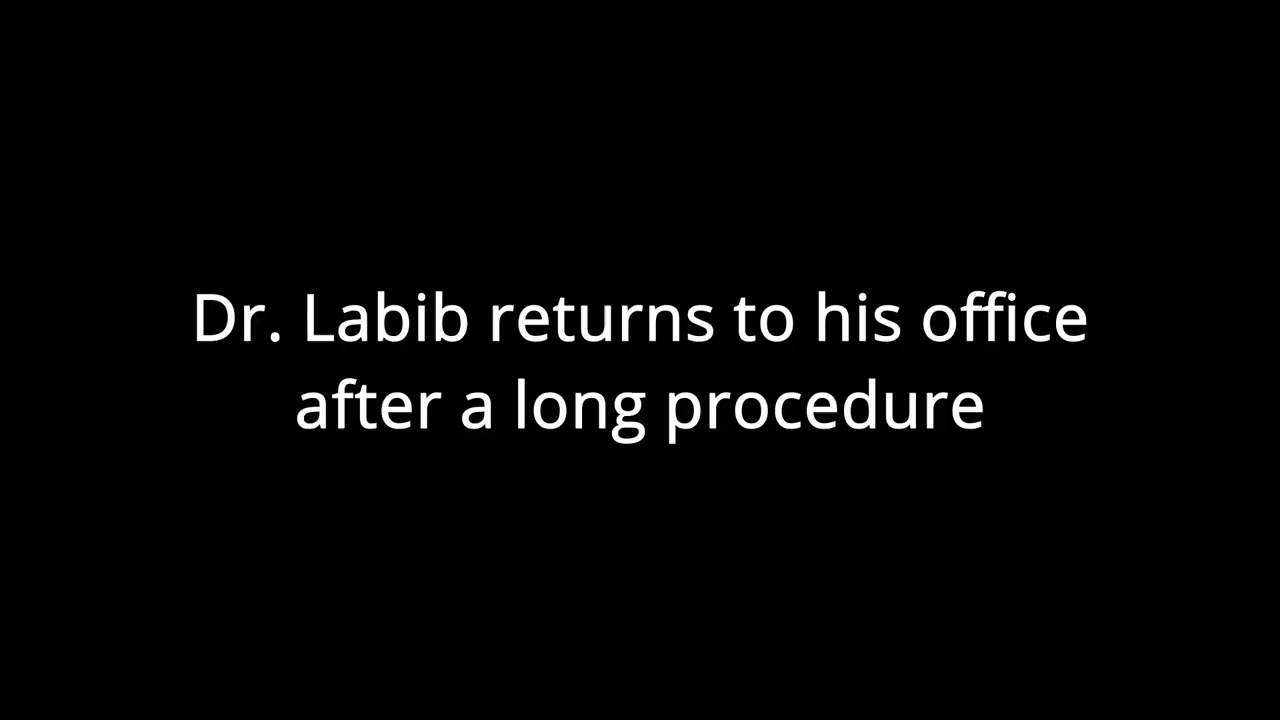 Dr. Labib returns to his office
after a long procedure